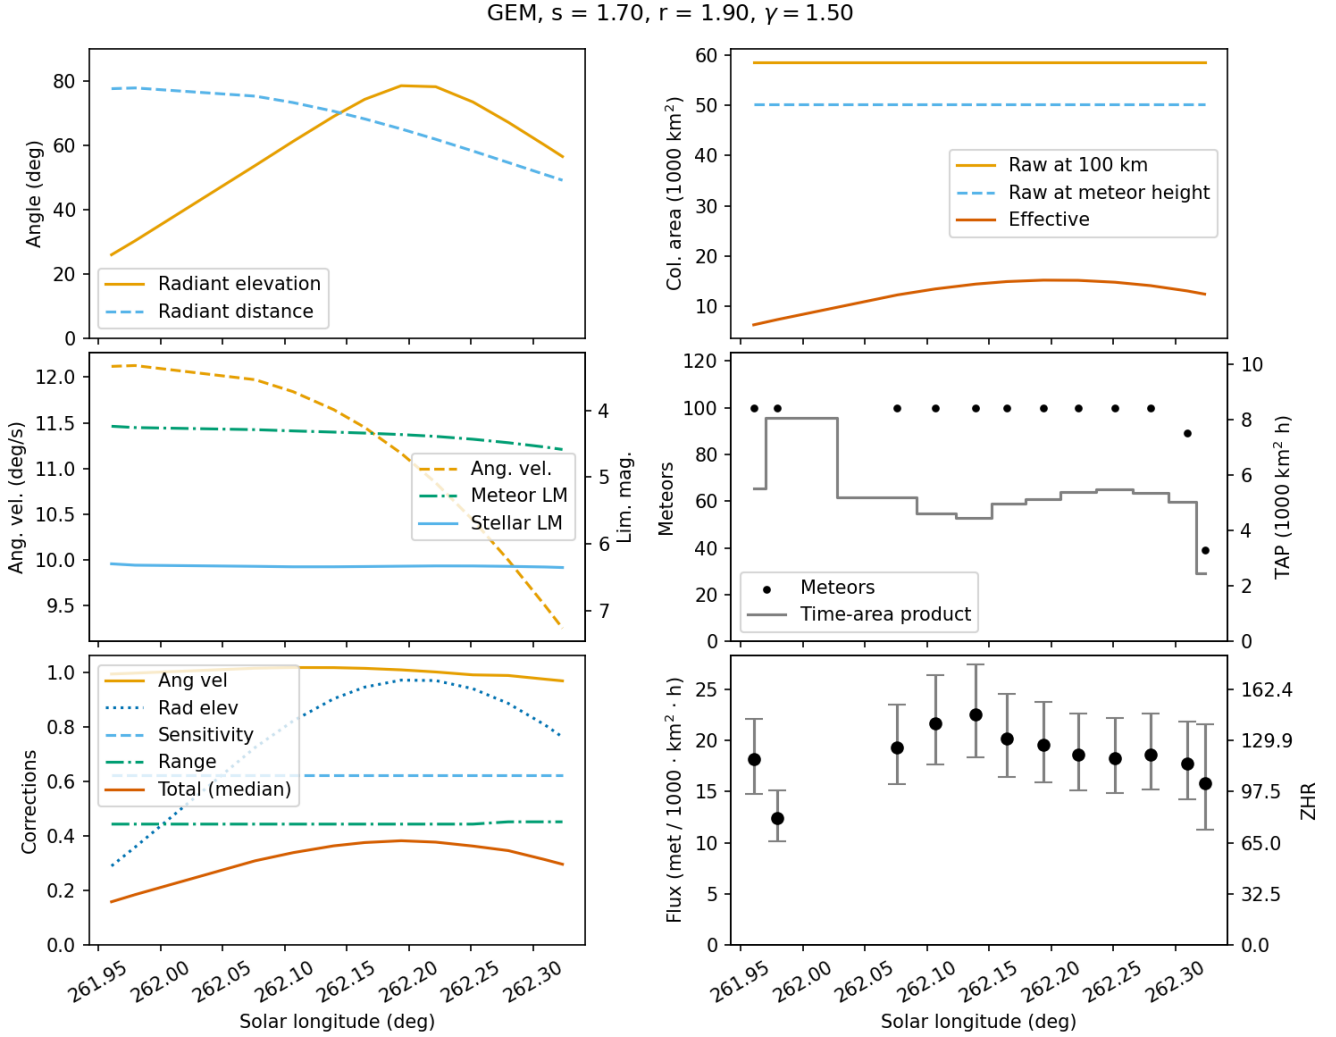 GEM, s = 1.70, r = 1.90, γ = 1.50
80
60
40
20
0
Angle (deg)
Radiant elevation
Radiant distance
60
50
40
30
20
10
Col. area (1000 km²)
Raw at 100 km
Raw at meteor height
Effective
12.0
11.5
11.0
10.5
10.0
9.5
Ang. vel. (deg/s)
4
5
6
7
Lim. mag.
Ang. vel.
Meteor LM
Stellar LM
120
100
80
60
40
20
0
Meteors
10
8
6
4
2
0
TAP (1000 km² h)
Meteors
Time-area product
1.0
0.8
0.6
0.4
0.2
0.0
Corrections
Ang vel
Rad elev
Sensitivity
Range
Total (median)
261.95
262.00
262.05
262.10
262.15
262.20
262.25
262.30
Solar longitude (deg)
25
20
15
10
5
0
Flux (met / 1000 · km² · h)
162.4
129.9
97.5
65.0
32.5
0.0
ZHR
261.95
262.00
262.05
262.10
262.15
262.20
262.25
262.30
Solar longitude (deg)